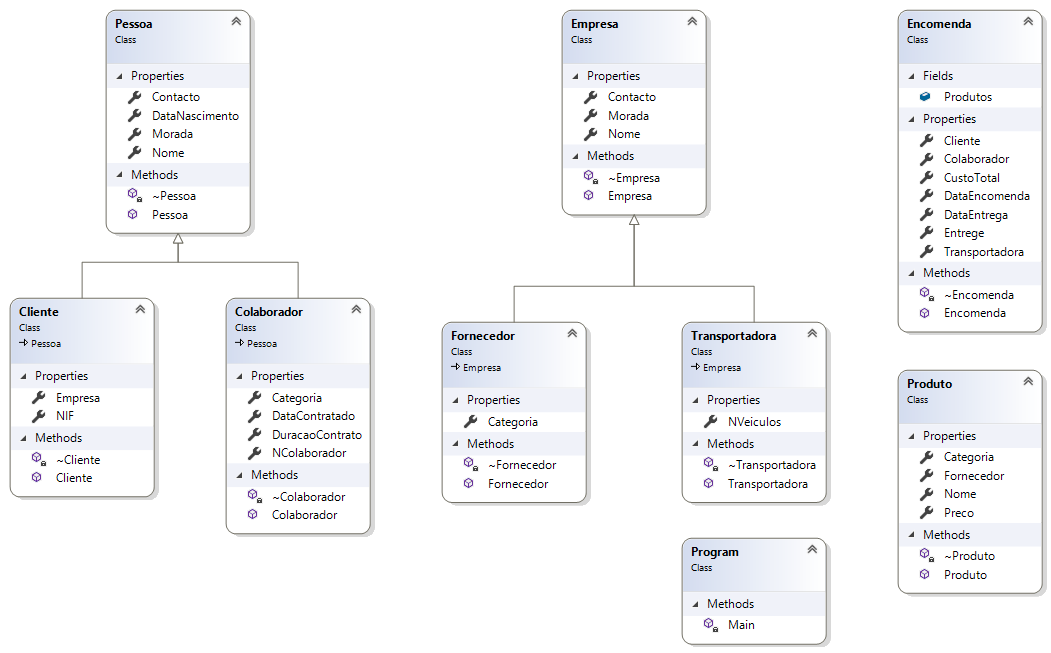 Pessoa
Class
Properties
Contacto
DataNascimento
Morada
Nome
Methods
~Pessoa
Pessoa
Empresa
Class
Properties
Contacto
Morada
Nome
Methods
~Empresa
Empresa
Encomenda
Class
Fields
Produtos
Properties
Cliente
Colaborador
CustoTotal
DataEncomenda
DataEntrega
Entrege
Transportadora
Methods
~Encomenda
Encomenda
Cliente
Class
Pessoa
Properties
Empresa
NIF
Methods
~Cliente
Cliente
Colaborador
Class
Pessoa
Properties
Categoria
DataContratado
DuracaoContrato
NColaborador
Methods
~Colaborador
Colaborador
Fornecedor
Class
Empresa
Properties
Categoria
Methods
~Fornecedor
Fornecedor
Transportadora
Class
Empresa
Properties
NVeiculos
Methods
~Transportadora
Transportadora
Produto
Class
Properties
Categoria
Fornecedor
Nome
Preco
Methods
~Produto
Produto
Program
Class
Methods
Main